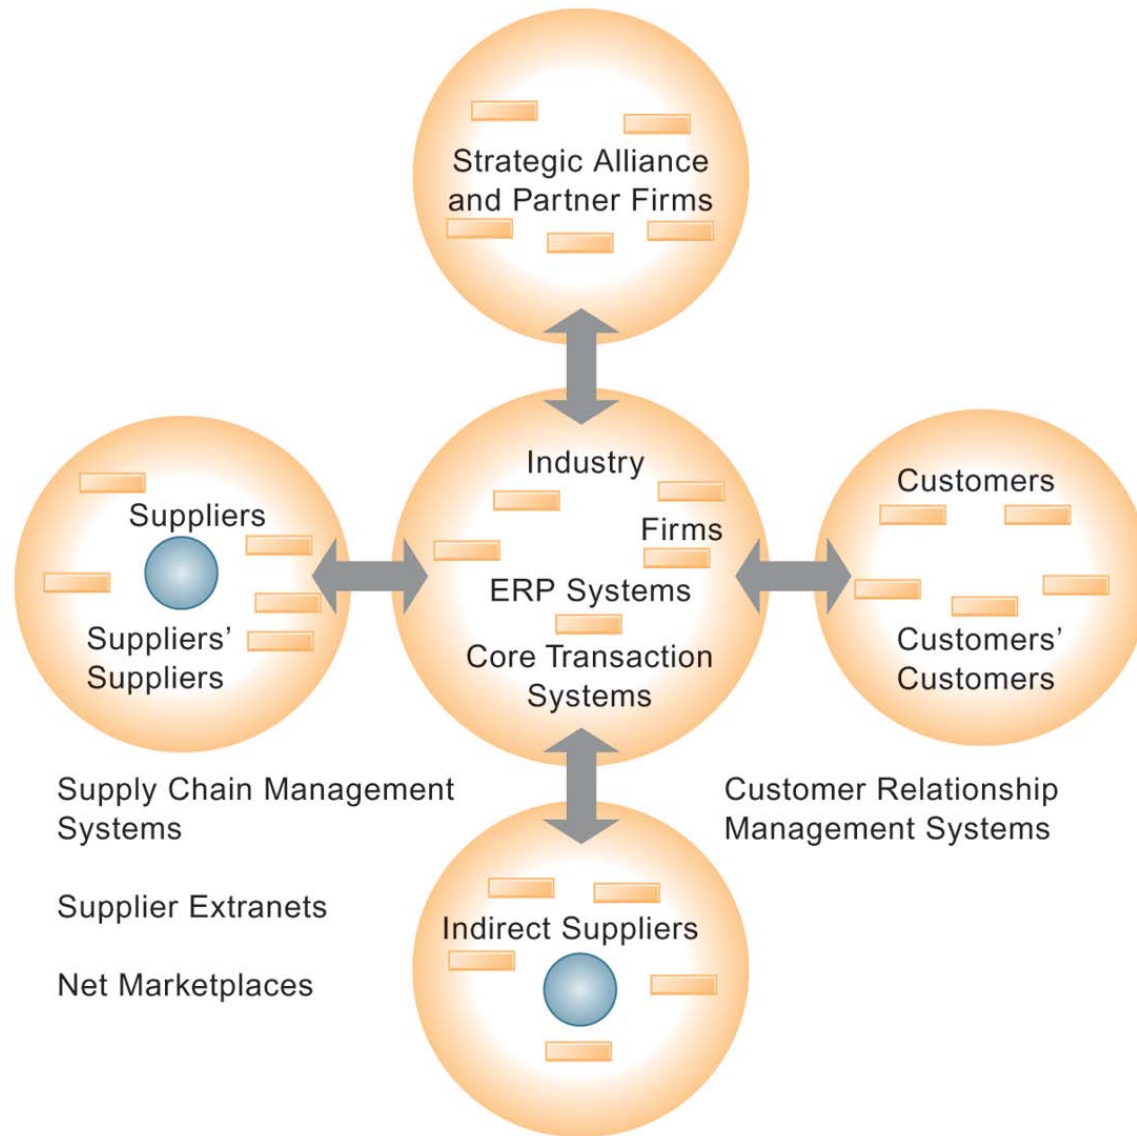 Strategic Alliance
and Partner Firms
Industry
Firms
ERP Systems
Core Transaction
Systems
Suppliers
Suppliers’
Suppliers
Customers
Customers’
Customers
Supply Chain Management
Systems
Supplier Extranets
Net Marketplaces
Customer Relationship
Management Systems
Indirect Suppliers